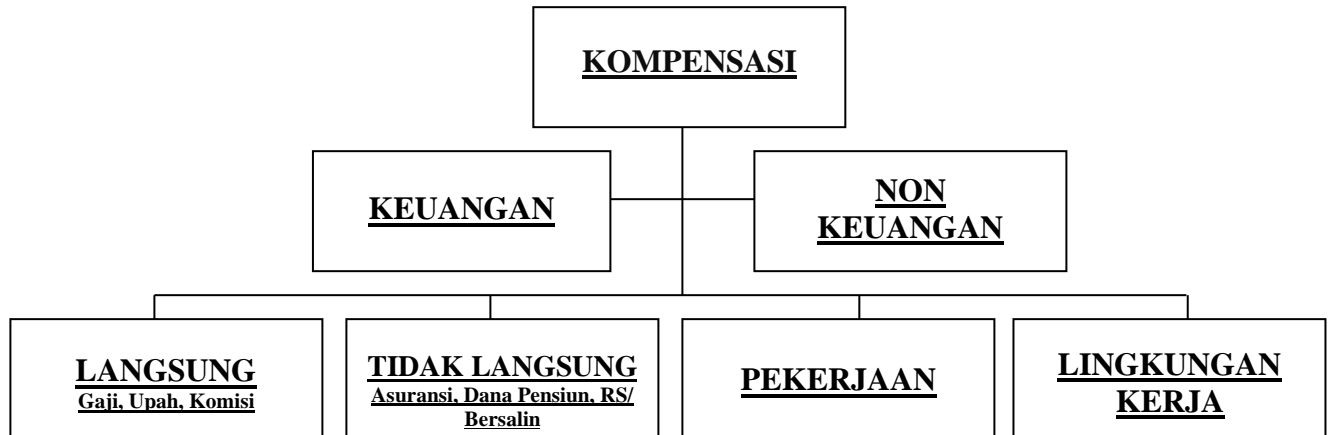 KOMPENSASI
KEUANGAN
NON
KEUANGAN
LANGSUNG
Gaji, Upah, Komisi
TIDAK LANGSUNG
Asuransi, Dana Pensiun, RS/
Bersalin
PEKERJAAN
LINGKUNGAN
KERJA